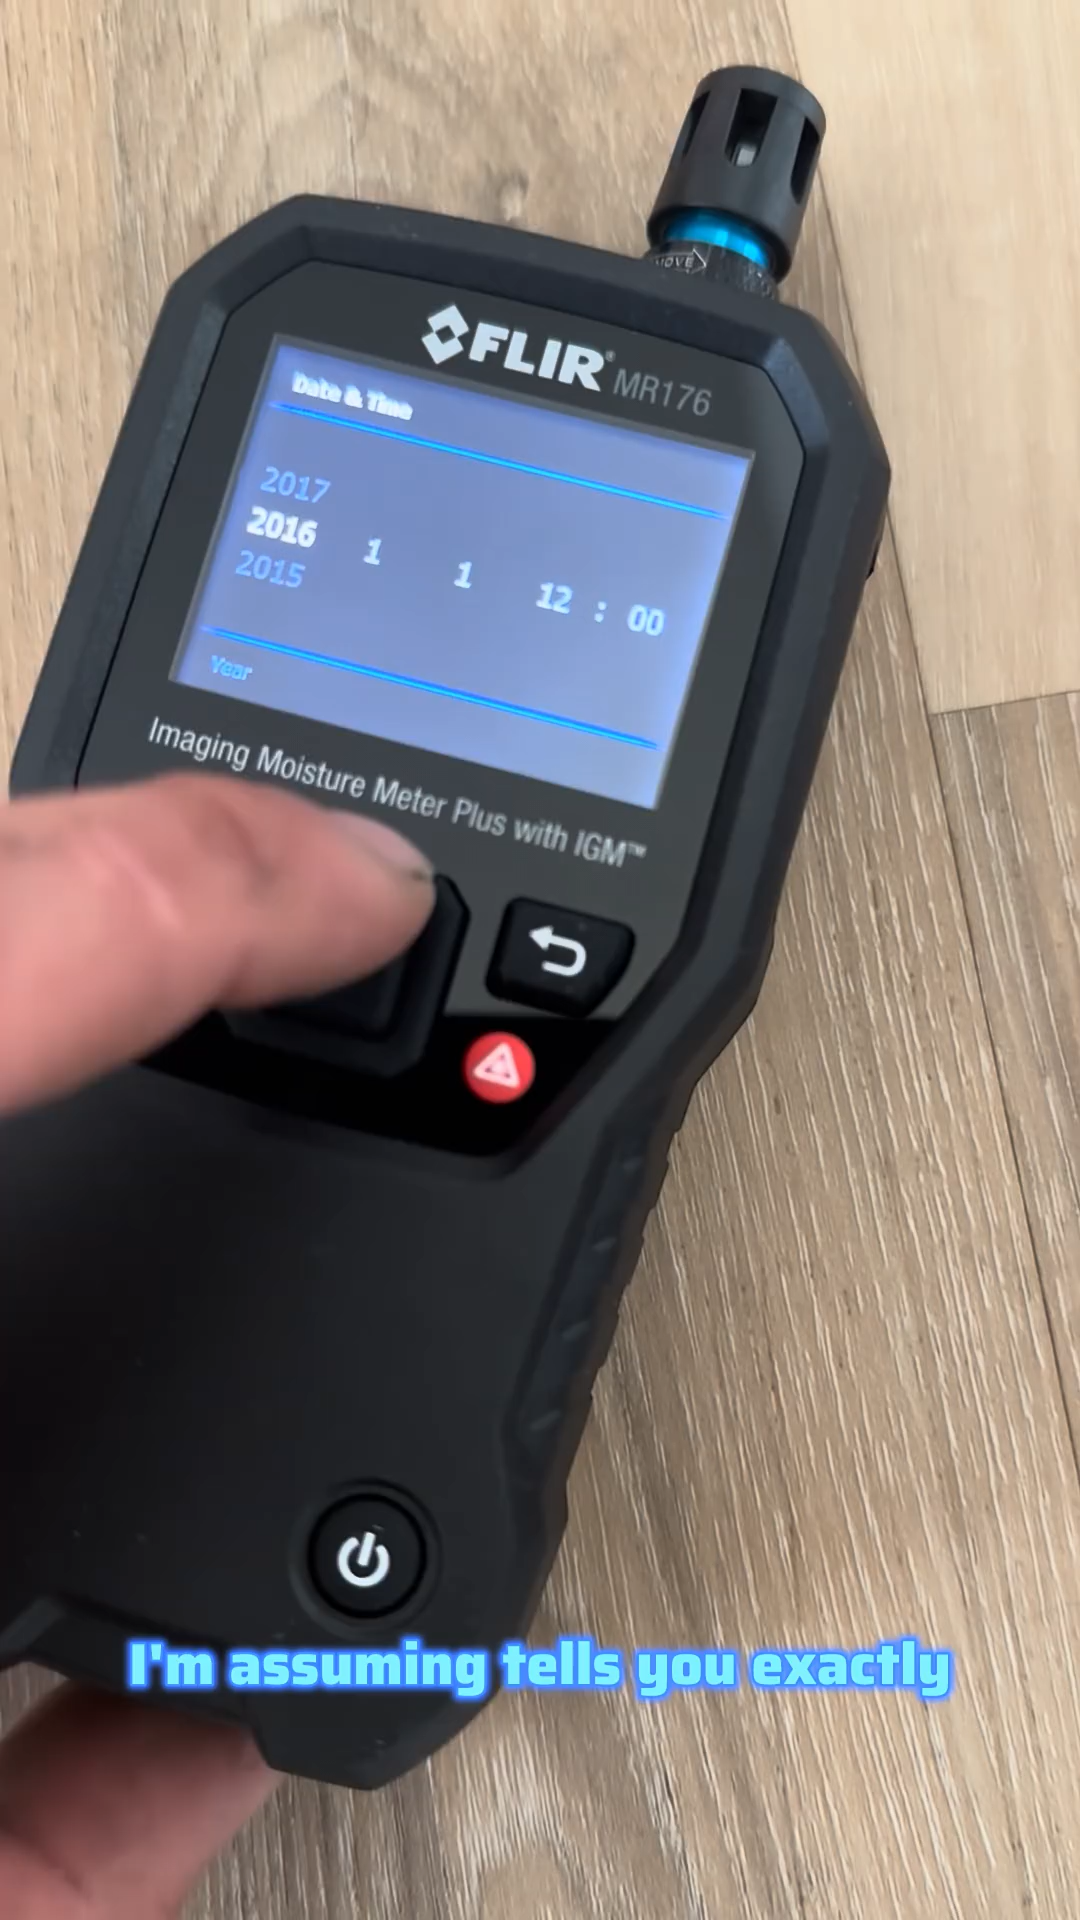 MOVE
FLIR® MR176
Date & Time
2017
2016 1 1 12 : 00
2015
Year
Imaging Moisture Meter Plus with IGM™
I'm assuming tells you exactly